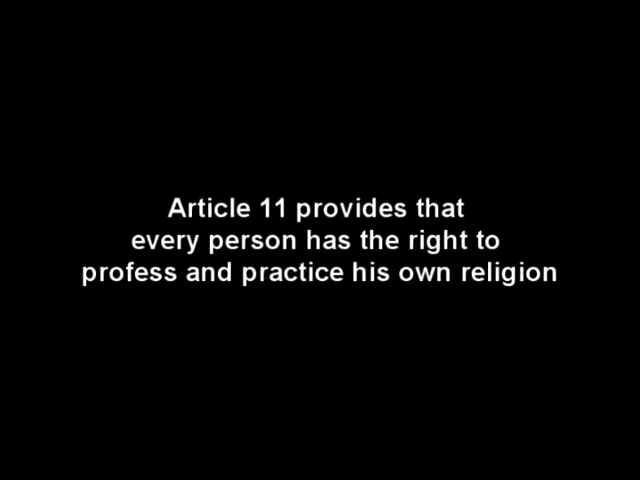 Article 11 provides that
every person has the right to
profess and practice his own religion